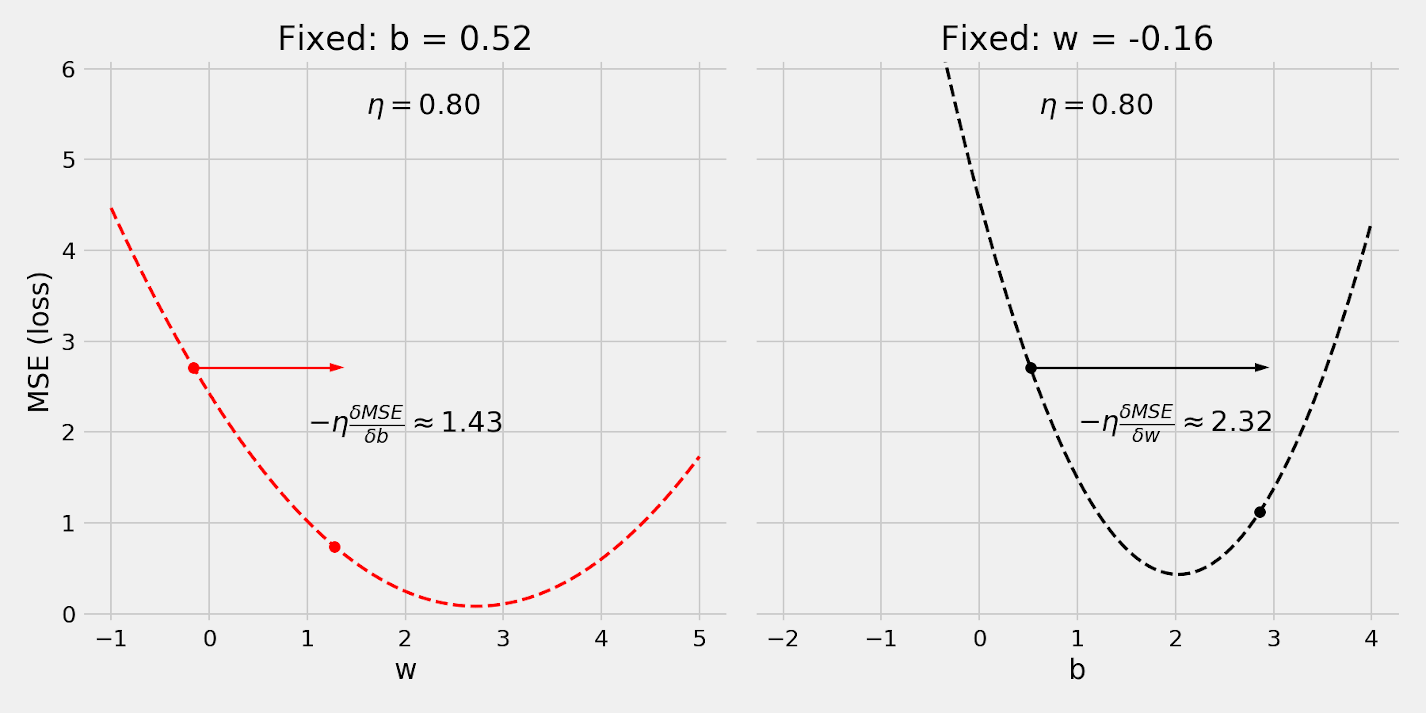 Fixed: b = 0.52
Fixed: w = -0.16
MSE (loss)
6
5
4
3
2
1
0
η = 0.80
η = 0.80
−η δMSE/δb ≈ 1.43
−η δMSE/δw ≈ 2.32
−1 0 1 2 3 4 5
w
−2 −1 0 1 2 3 4
b